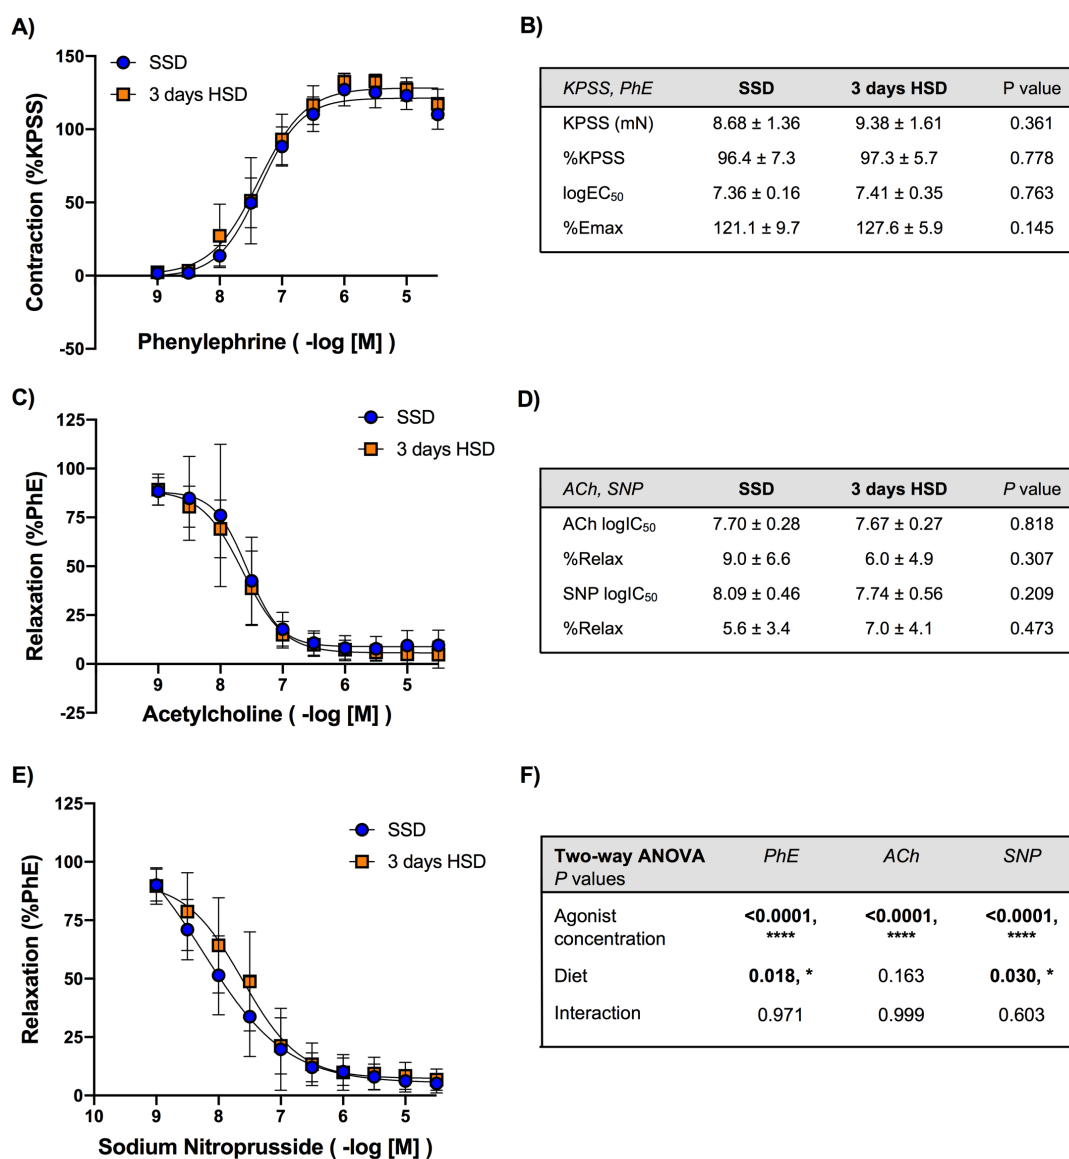 A)
SSD
3 days HSD
150
100
50
0
-50
9 8 7 6 5
Contraction (%KPSS)
Phenylephrine ( -log [M] )
B)
KPSS, PhE SSD 3 days HSD P value
KPSS (mN) 8.68 ± 1.36 9.38 ± 1.61 0.361
%KPSS 96.4 ± 7.3 97.3 ± 5.7 0.778
logEC50 7.36 ± 0.16 7.41 ± 0.35 0.763
%Emax 121.1 ± 9.7 127.6 ± 5.9 0.145
C)
SSD
3 days HSD
125
100
75
50
25
0
-25
9 8 7 6 5
Relaxation (%PhE)
Acetylcholine ( -log [M] )
D)
ACh, SNP SSD 3 days HSD P value
ACh logIC50 7.70 ± 0.28 7.67 ± 0.27 0.818
%Relax 9.0 ± 6.6 6.0 ± 4.9 0.307
SNP logIC50 8.09 ± 0.46 7.74 ± 0.56 0.209
%Relax 5.6 ± 3.4 7.0 ± 4.1 0.473
E)
SSD
3 days HSD
125
100
75
50
25
0
10 9 8 7 6 5
Relaxation (%PhE)
Sodium Nitroprusside ( -log [M] )
F)
Two-way ANOVA PhE ACh SNP
P values
Agonist <0.0001, <0.0001, <0.0001,
concentration **** **** ****
Diet 0.018, * 0.163 0.030, *
Interaction 0.971 0.999 0.603